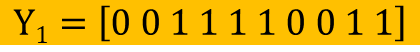 Y₁ = [0 0 1 1 1 1 0 0 1 1]